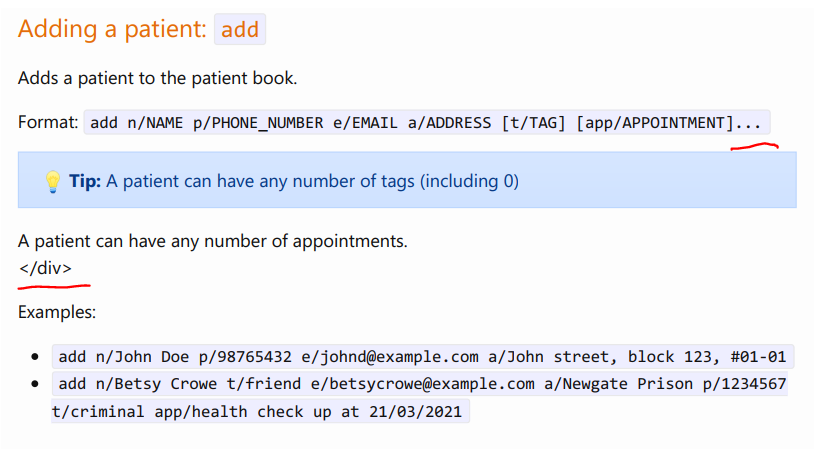 Adding a patient: add
Adds a patient to the patient book.
Format: add n/NAME p/PHONE_NUMBER e/EMAIL a/ADDRESS [t/TAG] [app/APPOINTMENT]...
Tip: A patient can have any number of tags (including 0)
A patient can have any number of appointments.
</div>
Examples:
add n/John Doe p/98765432 e/johnd@example.com a/John street, block 123, #01-01
add n/Betsy Crowe t/friend e/betsycrowe@example.com a/Newgate Prison p/1234567
t/criminal app/health check up at 21/03/2021